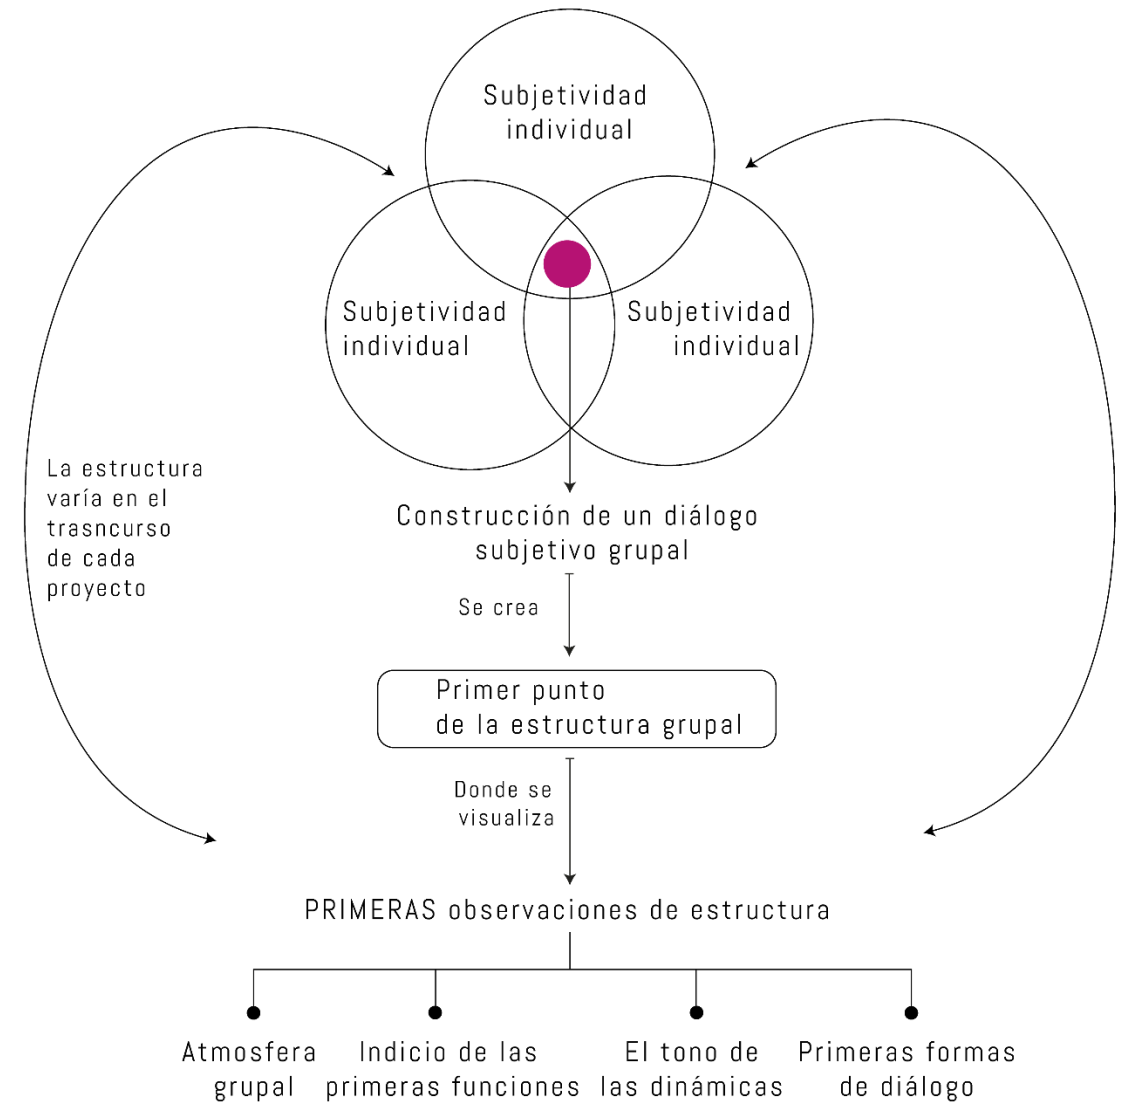 Subjetividad
individual
Subjetividad
individual
Subjetividad
individual
La estructura
varía en el
trasncurso
de cada
proyecto
Construcción de un diálogo
subjetivo grupal
Se crea
Primer punto
de la estructura grupal
Donde se
visualiza
PRIMERAS observaciones de estructura
Atmosfera
grupal
Indicio de las
primeras funciones
El tono de
las dinámicas
Primeras formas
de diálogo